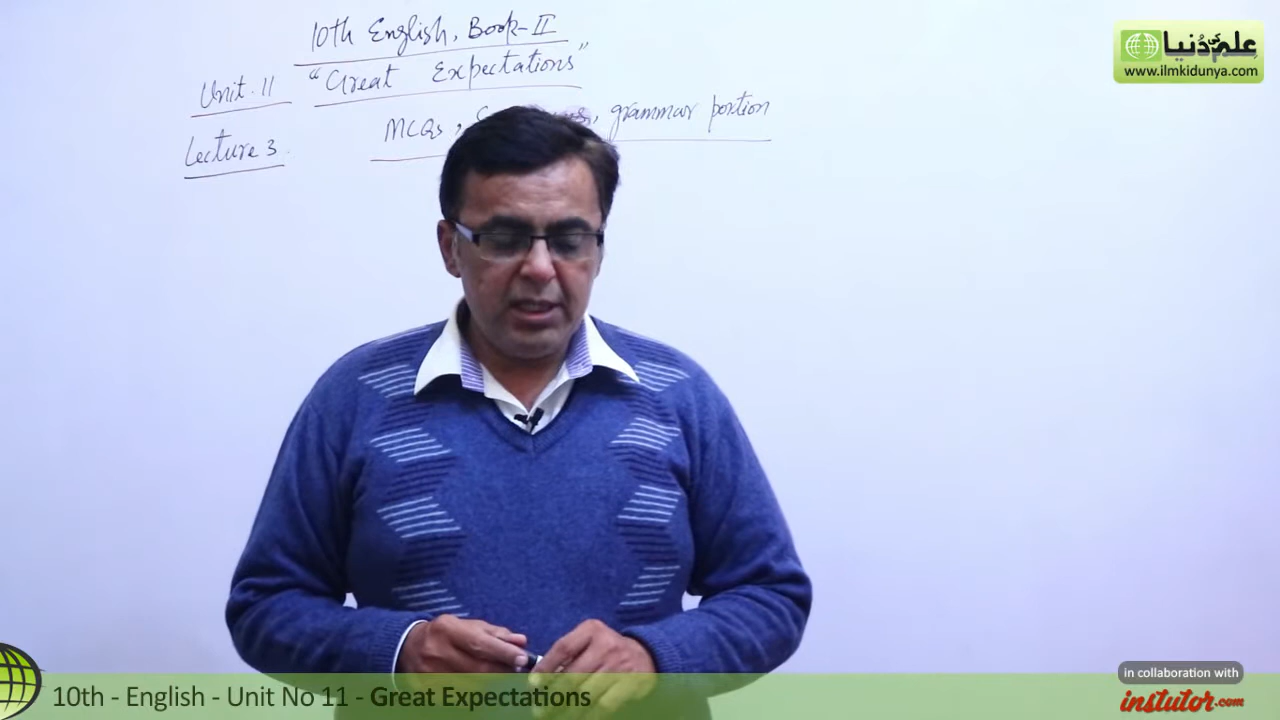 10th English, Book-II
Unit. 11 "Great Expectations"
Lecture 3. MCQs, grammar portion
علم کی دُنیا
www.ilmkidunya.com
10th - English - Unit No 11 - Great Expectations
in collaboration with
instutor.com